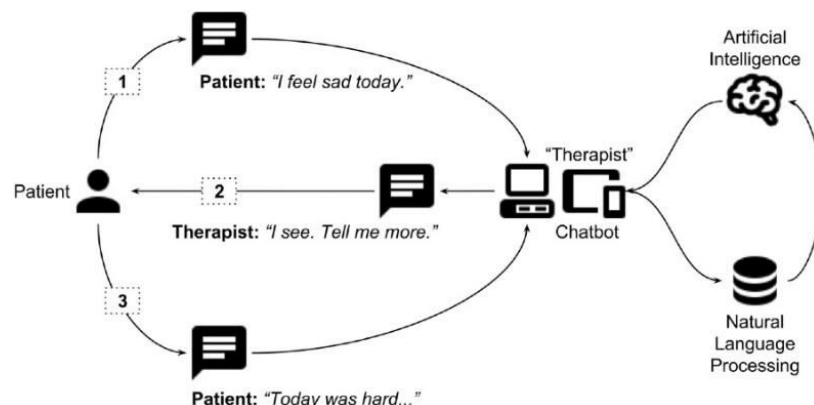 Artificial
Intelligence
1
Patient: “I feel sad today.”
“Therapist”
Patient
2
Therapist: “I see. Tell me more.”
Chatbot
3
Natural
Language
Processing
Patient: “Today was hard...”